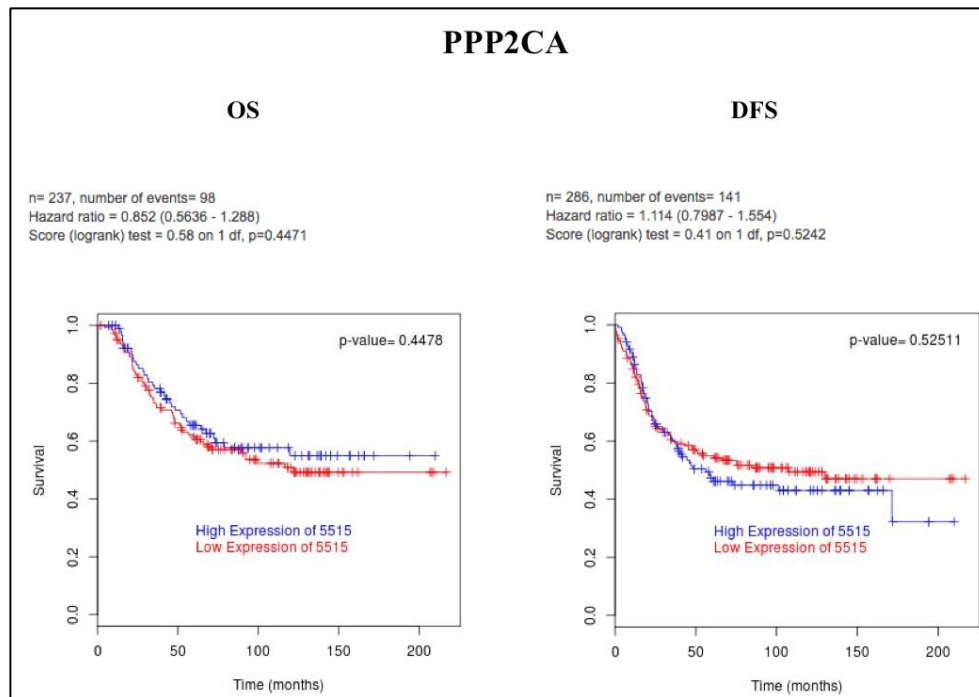 PPP2CA
OS
n= 237, number of events= 98
Hazard ratio = 0.852 (0.5636 - 1.288)
Score (logrank) test = 0.58 on 1 df, p=0.4471
p-value= 0.4478
High Expression of 5515
Low Expression of 5515
Survival
0.0
0.2
0.4
0.6
0.8
1.0
0
50
100
150
200
Time (months)
DFS
n= 286, number of events= 141
Hazard ratio = 1.114 (0.7987 - 1.554)
Score (logrank) test = 0.41 on 1 df, p=0.5242
p-value= 0.52511
High Expression of 5515
Low Expression of 5515
Survival
0.0
0.2
0.4
0.6
0.8
1.0
0
50
100
150
200
Time (months)